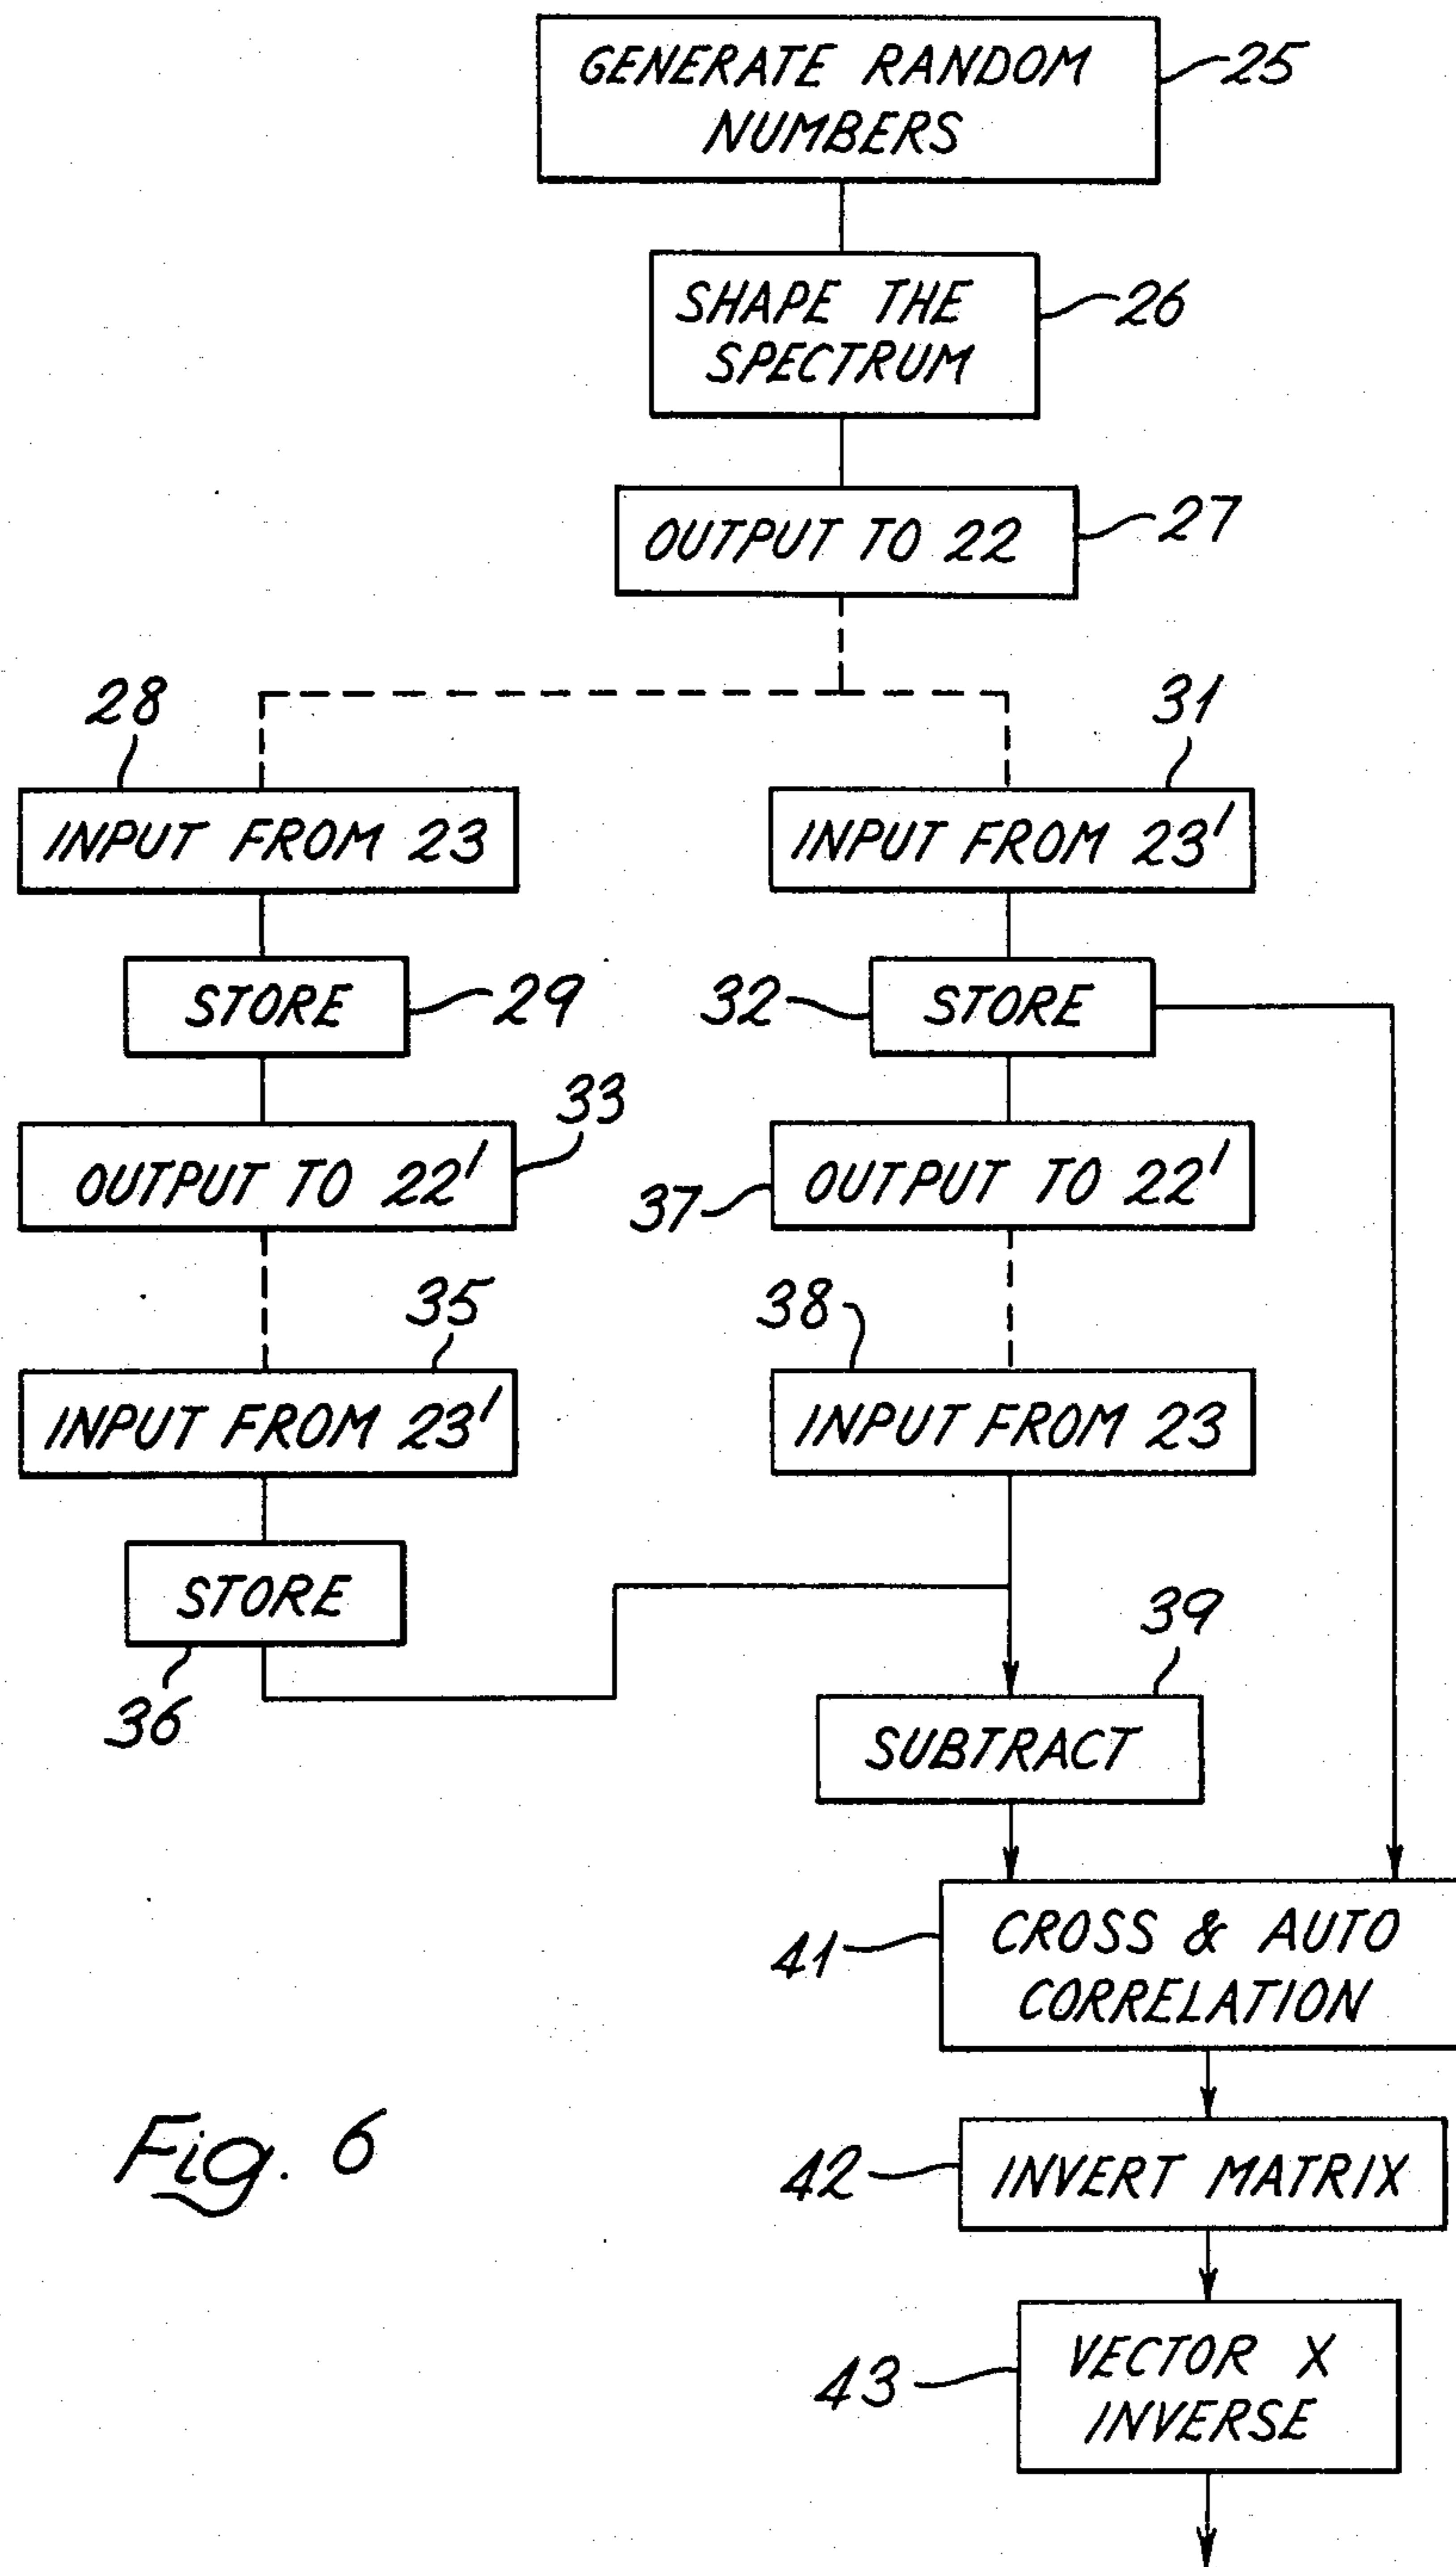 GENERATE RANDOM
NUMBERS
25
SHAPE THE
SPECTRUM
26
OUTPUT TO 22
27
28
31
INPUT FROM 23
INPUT FROM 23'
STORE
29
32
STORE
33
OUTPUT TO 22'
37
OUTPUT TO 22'
35
38
INPUT FROM 23'
INPUT FROM 23
STORE
36
39
SUBTRACT
41
CROSS & AUTO
CORRELATION
42
INVERT MATRIX
43
VECTOR X
INVERSE
Fig. 6